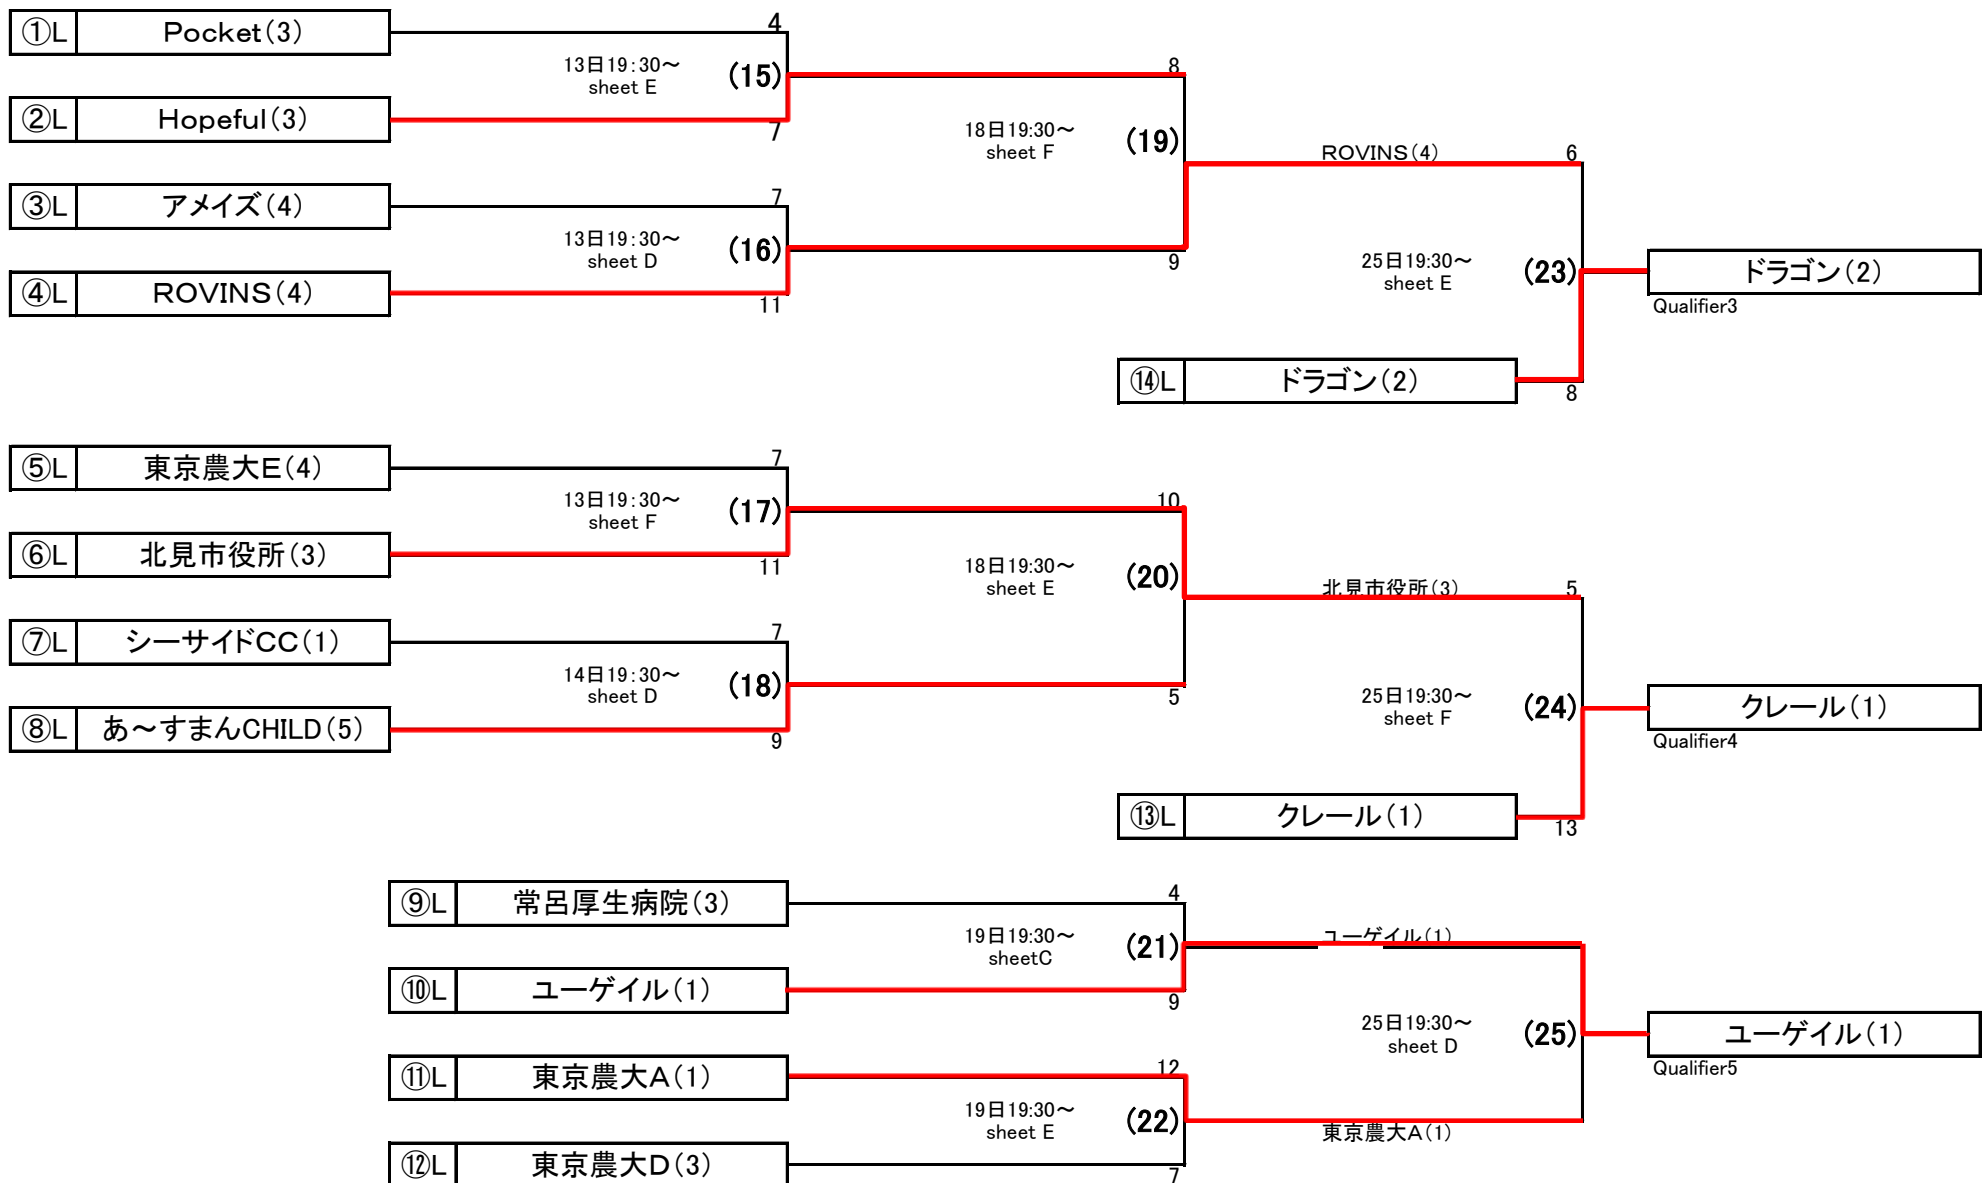 ①L Pocket(3) 4
13日19:30～ (15) 8
sheet E
②L Hopeful(3) 7
18日19:30～ (19) ROVINS(4) 6
sheet F
③L アメイズ(4) 7
13日19:30～ (16) 9
sheet D
④L ROVINS(4) 11
25日19:30～ (23) ドラゴン(2)
sheet E Qualifier3
⑭L ドラゴン(2) 8
⑤L 東京農大E(4) 7
13日19:30～ (17) 10
sheet F
⑥L 北見市役所(3) 11
18日19:30～ (20) 北見市役所(3) 5
sheet E
⑦L シーサイドCC(1) 7
14日19:30～ (18) 5
sheet D
⑧L あ～すまんCHILD(5) 9
25日19:30～ (24) クレール(1)
sheet F Qualifier4
⑬L クレール(1) 13
⑨L 常呂厚生病院(3) 4
19日19:30～ (21) ユーゲイル(1)
sheetC
⑩L ユーゲイル(1) 9
25日19:30～ (25) ユーゲイル(1)
sheet D Qualifier5
⑪L 東京農大A(1) 12
19日19:30～ (22) 東京農大A(1)
sheet E
⑫L 東京農大D(3) 7